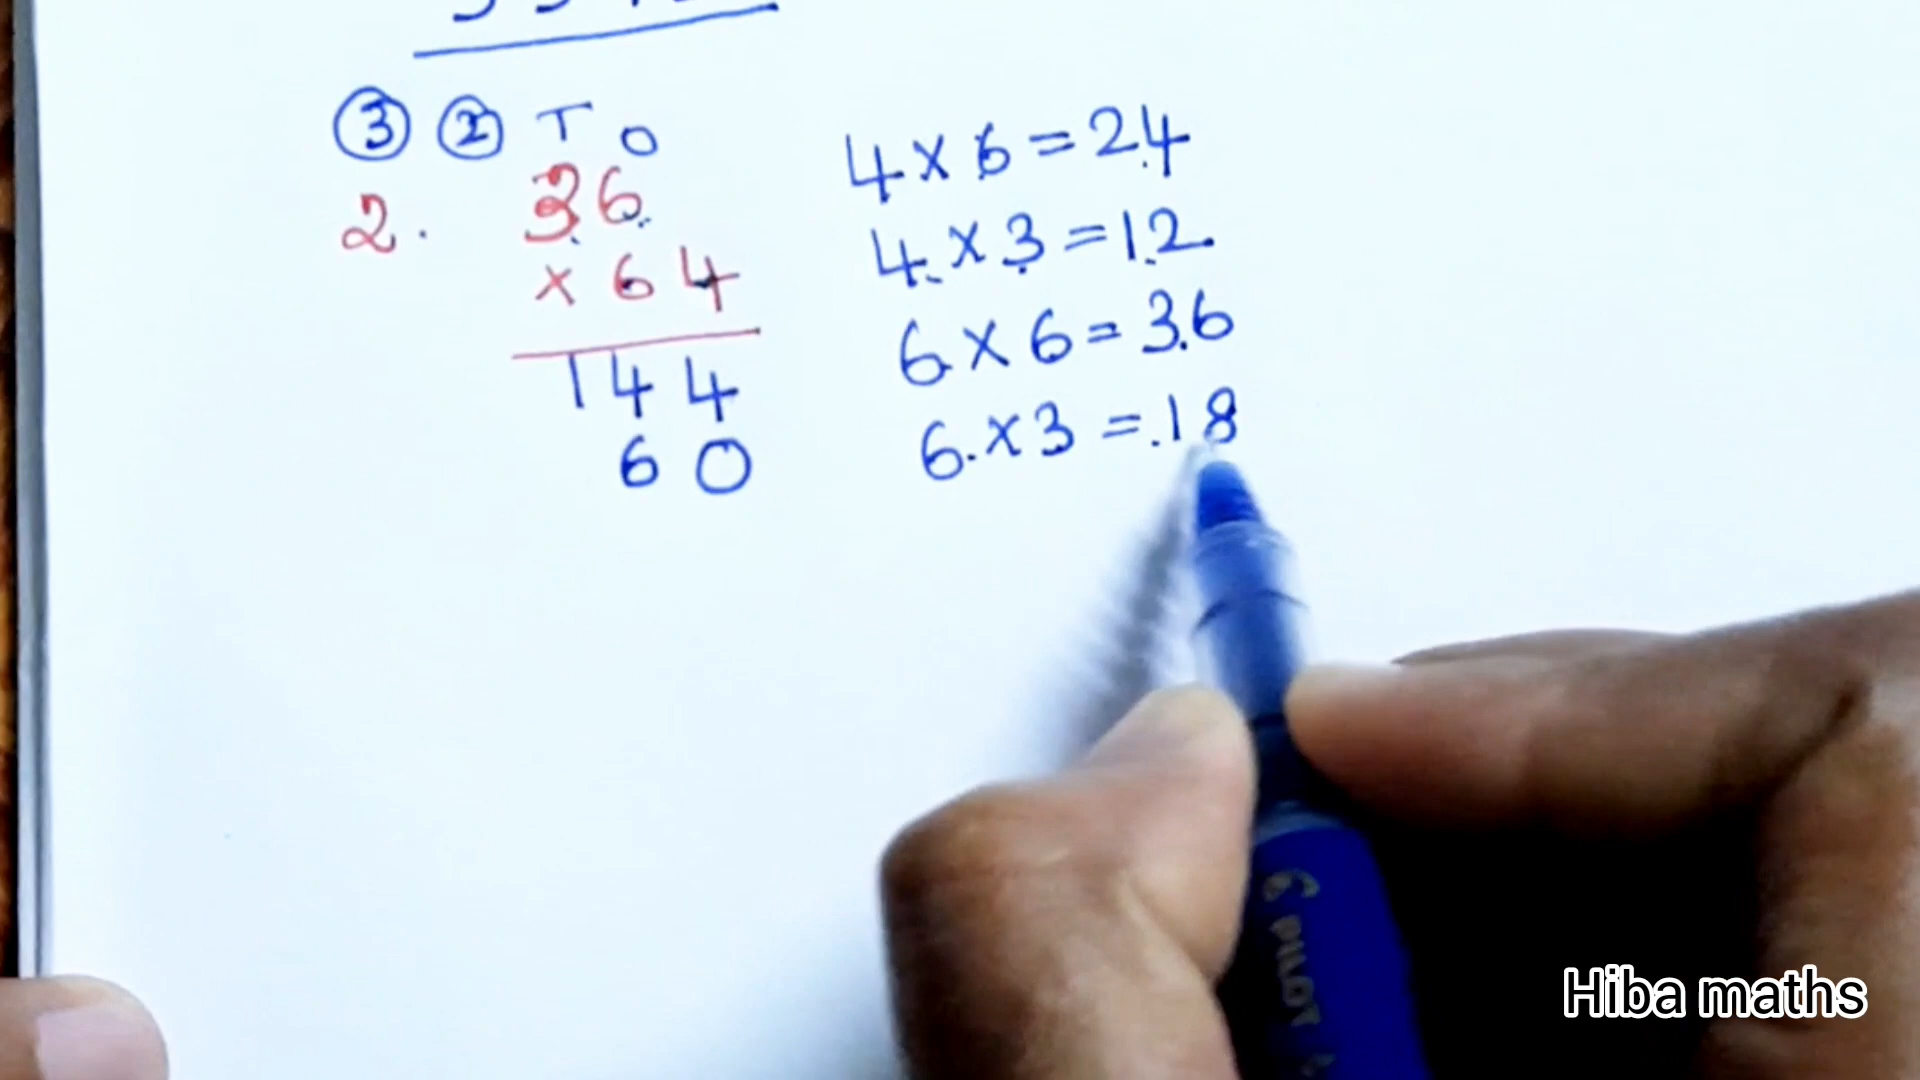 ③ ② T O
2. 36
× 64
144
60
4 × 6 = 24
4 × 3 = 12
6 × 6 = 36
6 × 3 = 18
PILOT
Hiba maths